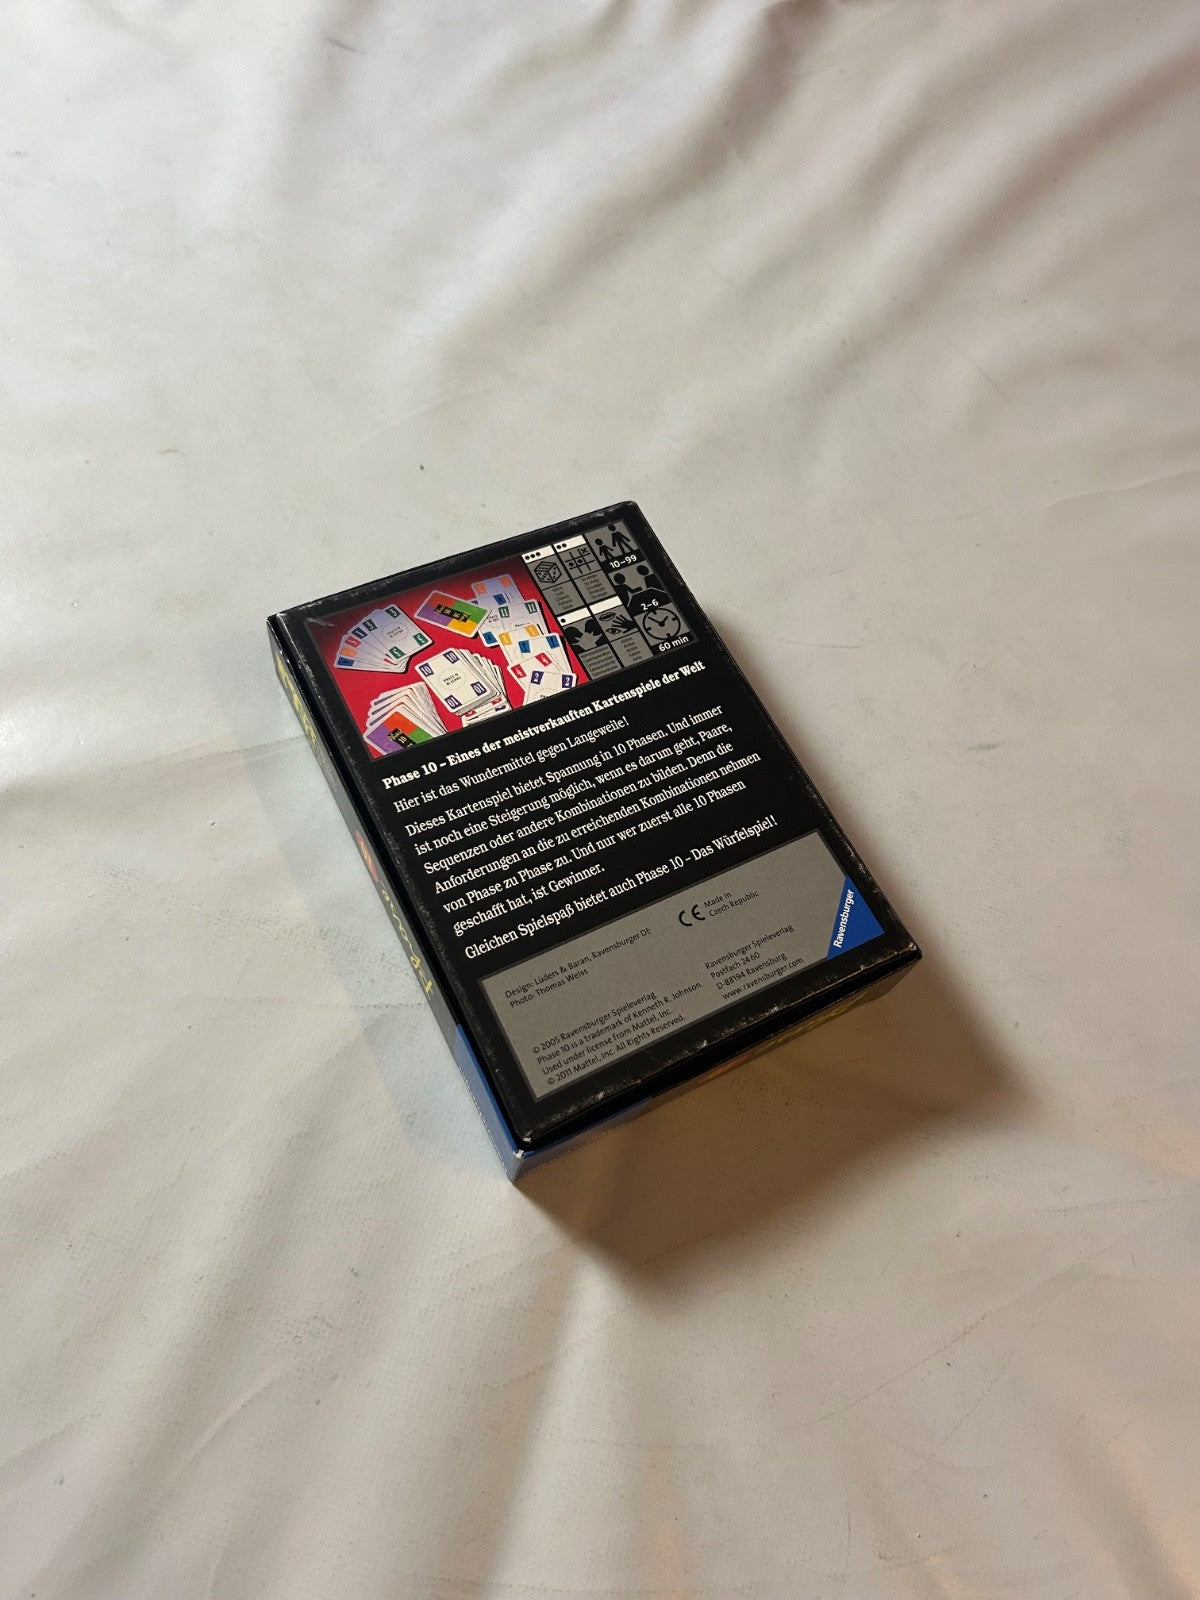 10–99
2–6
60 min
Phase 10 – Eines der meistverkauften Kartenspiele der Welt
Hier ist das Wundermittel gegen Langeweile!
Dieses Kartenspiel bietet Spannung in 10 Phasen. Und immer
ist noch eine Steigerung möglich, wenn es darum geht, Paare,
Sequenzen oder andere Kombinationen zu bilden. Denn die
Anforderungen an die zu erreichenden Kombinationen nehmen
von Phase zu Phase zu. Und nur wer zuerst alle 10 Phasen
geschafft hat, ist Gewinner.
Gleichen Spielspaß bietet auch Phase 10 – Das Würfelspiel!
Design: Lüders & Baran, Ravensburger DE
Photo: Thomas Weiss
CE
Made in
Czech Republic
© 2005 Ravensburger Spieleverlag
Phase 10 is a trademark of Kenneth R. Johnson.
Used under license from Mattel, Inc.
© 2011 Mattel, Inc. All Rights Reserved.
Ravensburger Spieleverlag
Postfach 24 60
D-88194 Ravensburg
www.ravensburger.com
Ravensburger